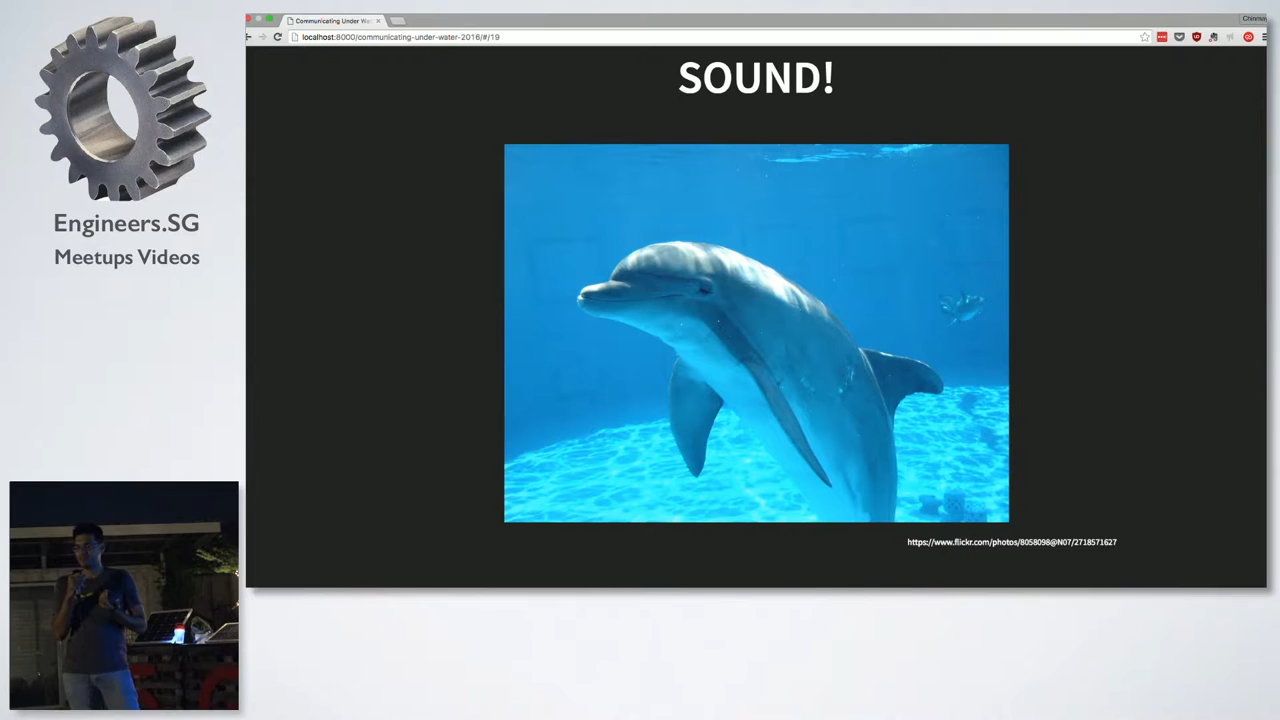 Engineers.SG
Meetups Videos
Communicating Under Wa
Chinma
localhost:8000/communicating-under-water-2016/#/19
SOUND!
https://www.flickr.com/photos/8058098@N07/2718571627